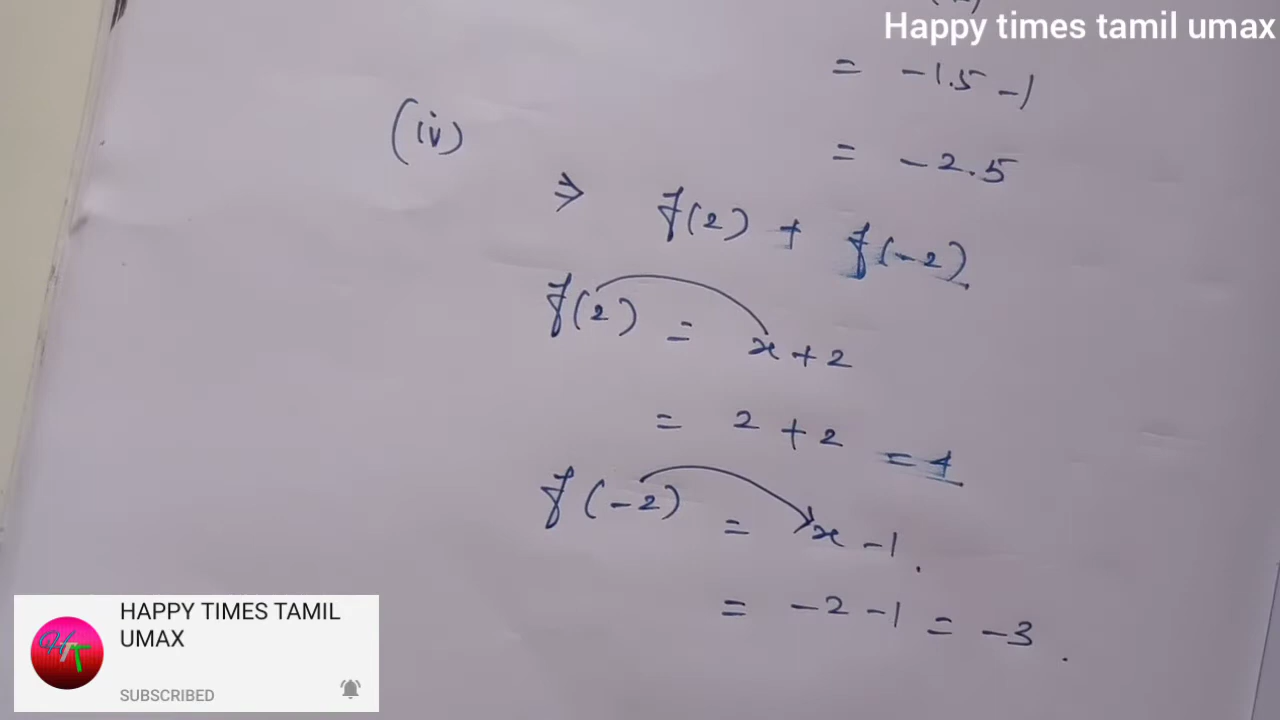 Happy times tamil umax
= -1.5 -1
(iv)
= -2.5
⇒ f(2) + f(-2)
f(2) = x + 2
= 2 + 2 = 4
f(-2) = x - 1.
= -2 - 1 = -3.
HAPPY TIMES TAMIL
UMAX
HTT
SUBSCRIBED